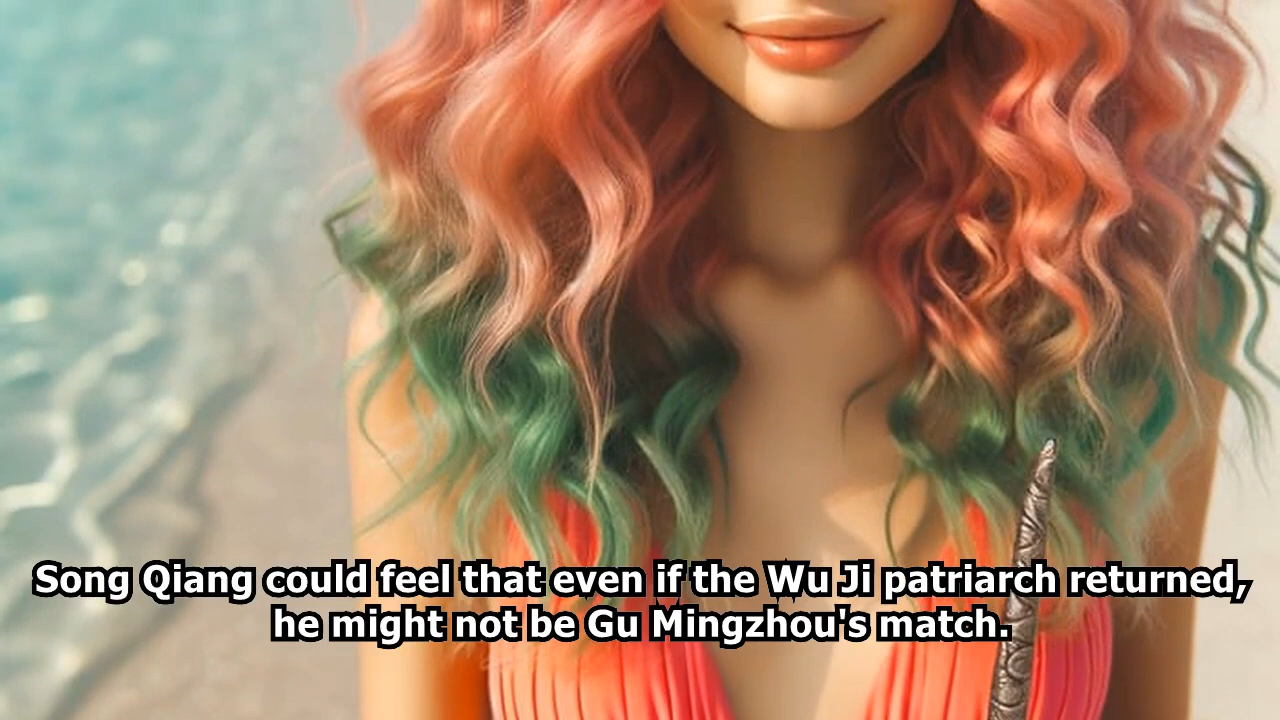 Song Qiang could feel that even if the Wu Ji patriarch returned,
he might not be Gu Mingzhou's match.